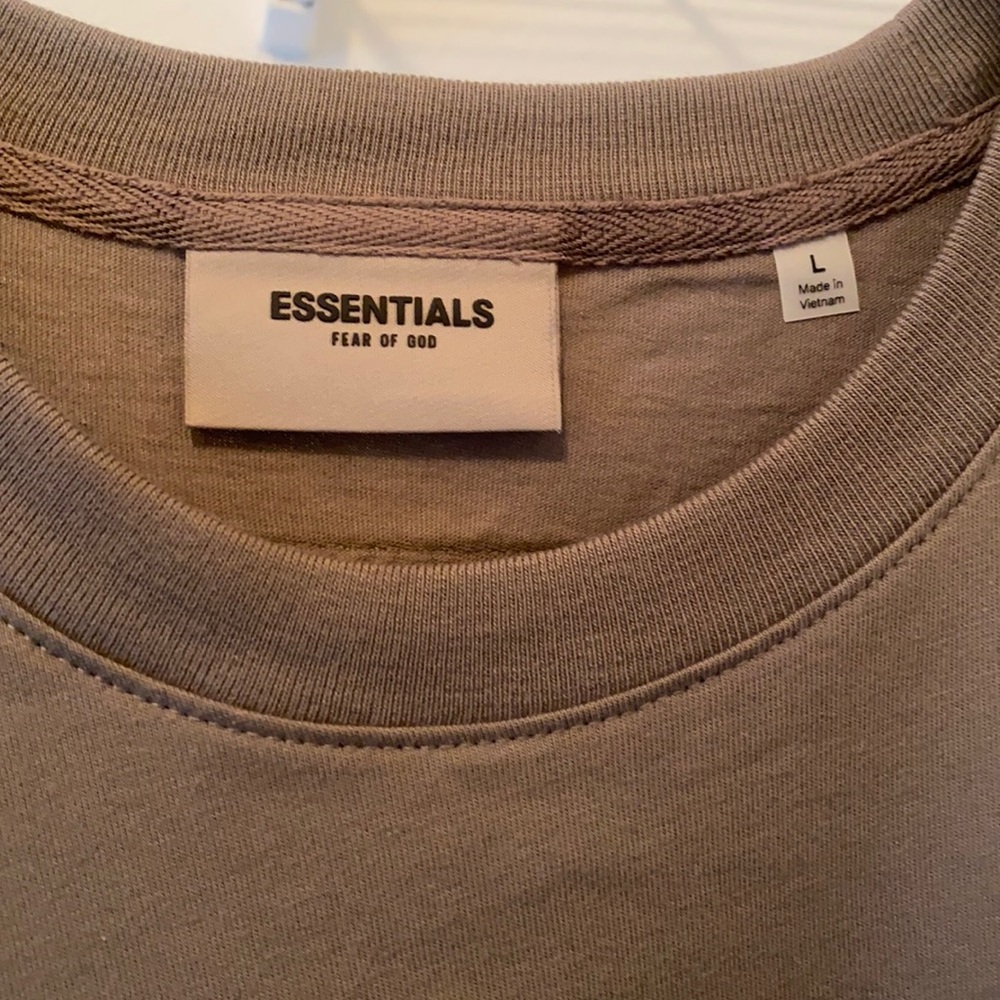 ESSENTIALS
FEAR OF GOD
L
Made in
Vietnam